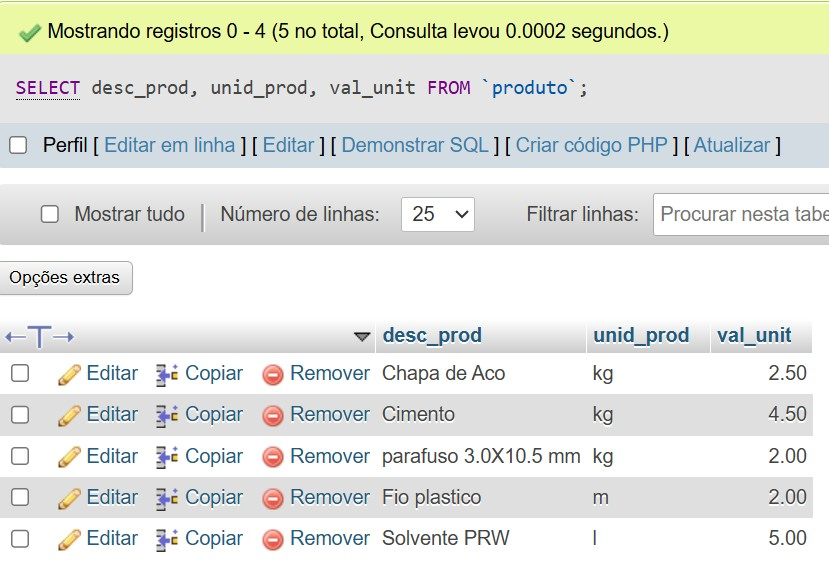 Mostrando registros 0 - 4 (5 no total, Consulta levou 0.0002 segundos.)
SELECT desc_prod, unid_prod, val_unit FROM `produto`;
Perfil [ Editar em linha ] [ Editar ] [ Demonstrar SQL ] [ Criar código PHP ] [ Atualizar ]
Mostrar tudo | Número de linhas: 25 Filtrar linhas: Procurar nesta tabe
Opções extras
desc_prod unid_prod val_unit
Editar Copiar Remover Chapa de Aco kg 2.50
Editar Copiar Remover Cimento kg 4.50
Editar Copiar Remover parafuso 3.0X10.5 mm kg 2.00
Editar Copiar Remover Fio plastico m 2.00
Editar Copiar Remover Solvente PRW l 5.00